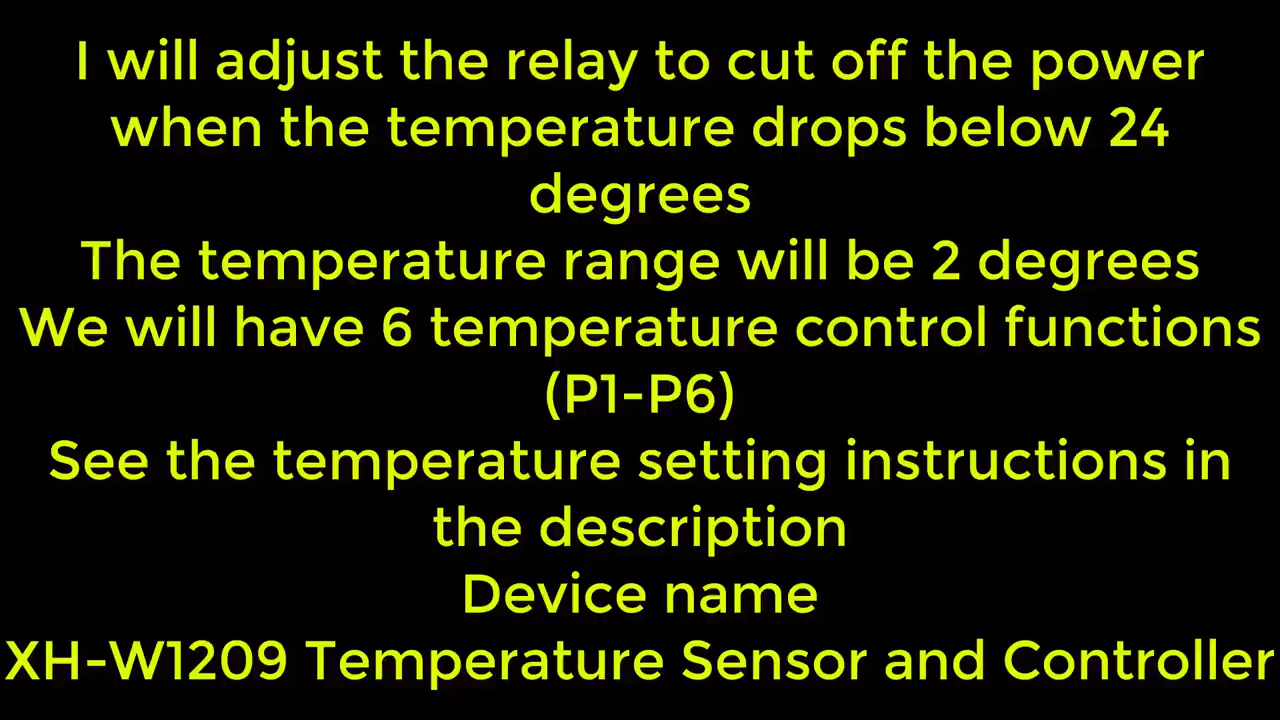 I will adjust the relay to cut off the power
when the temperature drops below 24
degrees
The temperature range will be 2 degrees
We will have 6 temperature control functions
(P1-P6)
See the temperature setting instructions in
the description
Device name
XH-W1209 Temperature Sensor and Controller